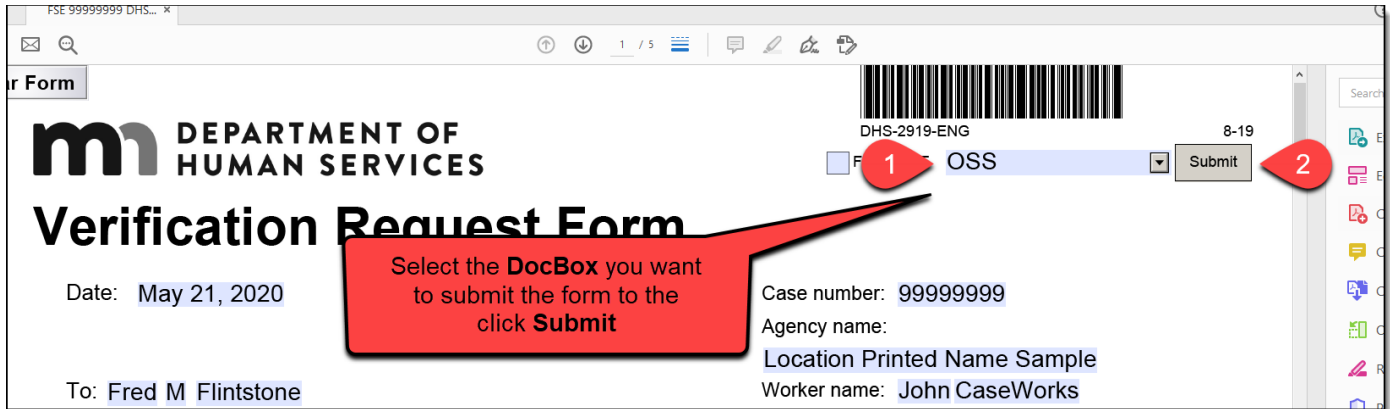 FSE 99999999 DHS... ×
1 / 5
Form
Search
DEPARTMENT OF
HUMAN SERVICES
DHS-2919-ENG 8-19
1 OSS Submit 2
Verification Request Form
Select the DocBox you want
to submit the form to the
click Submit
Date: May 21, 2020
Case number: 99999999
Agency name:
Location Printed Name Sample
To: Fred M Flintstone
Worker name: John CaseWorks